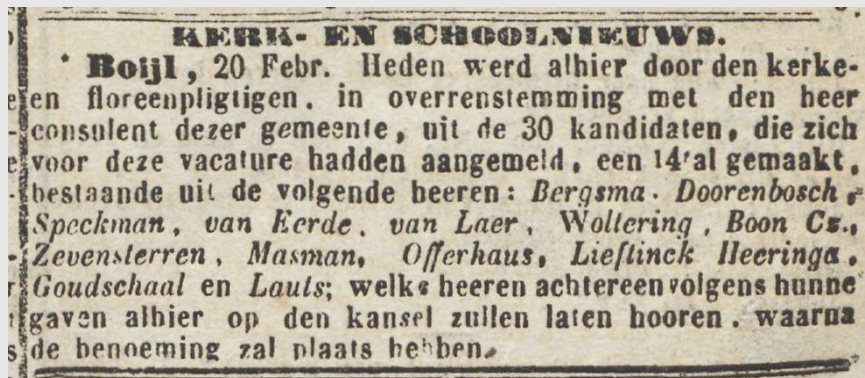 KERK- EN SCHOOLNIEUWS.
* Boijl, 20 Febr. Heden werd alhier door den kerke-
en floreenpligtigen, in overrenstemming met den heer
consulent dezer gemeente, uit de 30 kandidaten, die zich
voor deze vacature hadden aangemeld, een 14'al gemaakt,
bestaande uit de volgende heeren: Bergsma, Doorenbosch,
Speckman, van Eerde, van Laer, Woltering, Boon Cs.,
Zevensterren, Masman, Offerhaus, Lieftinck Heeringa,
Goudschaal en Lauts; welke heeren achtereenvolgens hunne
gaven alhier op den kansel zullen laten hooren, waarna
de benoeming zal plaats hebben.